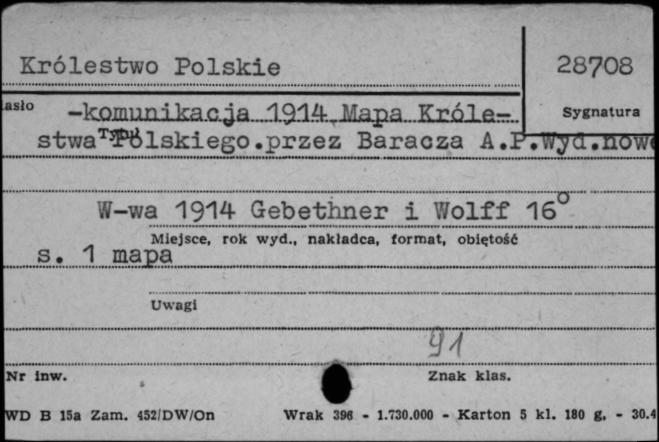 Królestwo Polskie
28708
asło
-komunikacja 1914 Mapa Króle-
Sygnatura
Tytuł
stwa Polskiego.przez Baracza A.P.Wyd.nowe
W-wa 1914 Gebethner i Wolff 16°
Miejsce, rok wyd., nakładca, format, objętość
s. 1 mapa
Uwagi
91
Nr inw.
Znak klas.
WD B 15a Zam. 452/DW/On
Wrak 396 - 1.730.000 - Karton 5 kl. 180 g. - 30.4